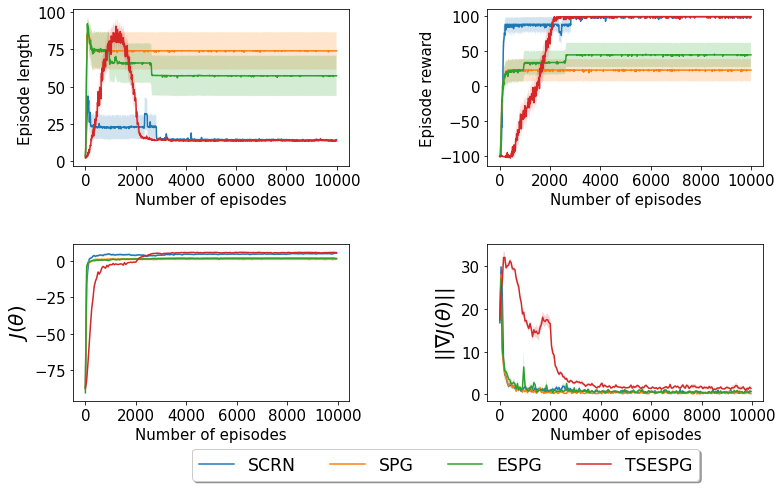 Episode length
100
75
50
25
0
0 2000 4000 6000 8000 10000
Number of episodes
Episode reward
100
50
0
−50
−100
0 2000 4000 6000 8000 10000
Number of episodes
J(θ)
0
−25
−50
−75
0 2000 4000 6000 8000 10000
Number of episodes
||∇J(θ)||
30
20
10
0
0 2000 4000 6000 8000 10000
Number of episodes
SCRN SPG ESPG TSESPG